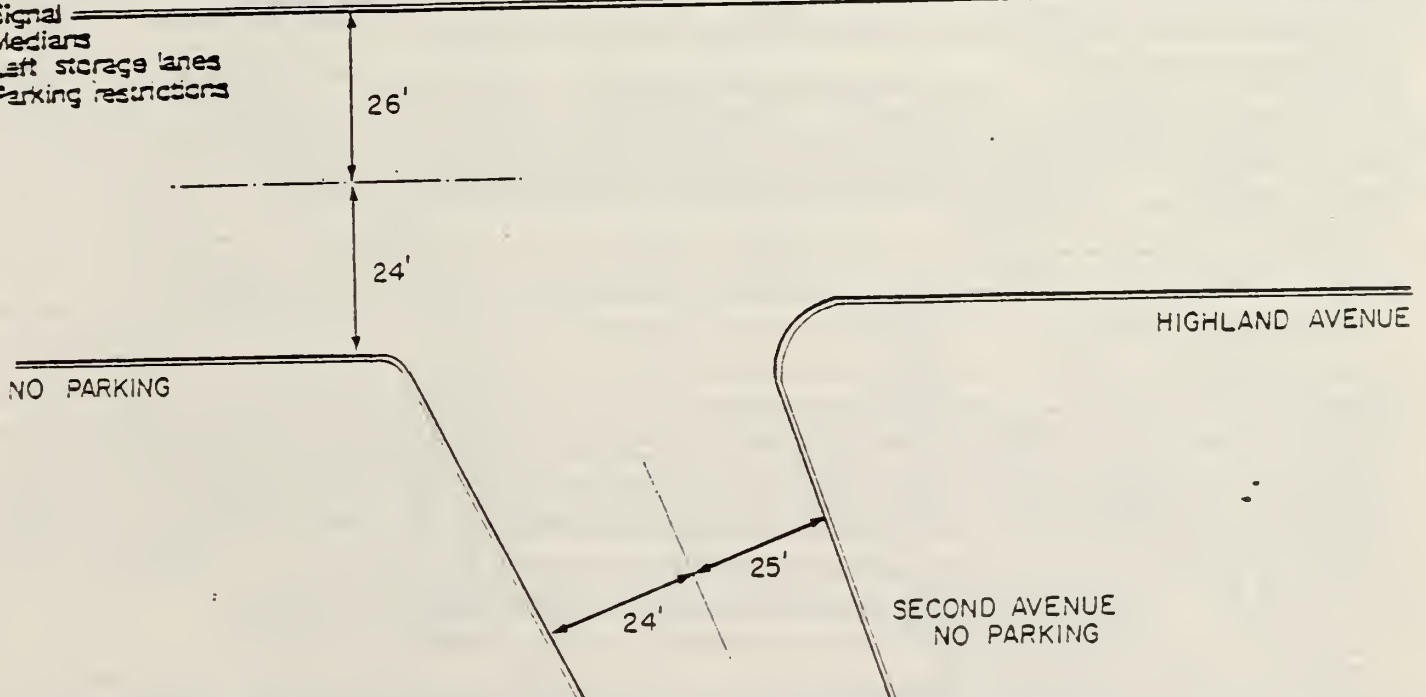 Signal
Medians
Left storage lanes
Parking restrictions
26'
24'
HIGHLAND AVENUE
NO PARKING
25'
24'
SECOND AVENUE
NO PARKING